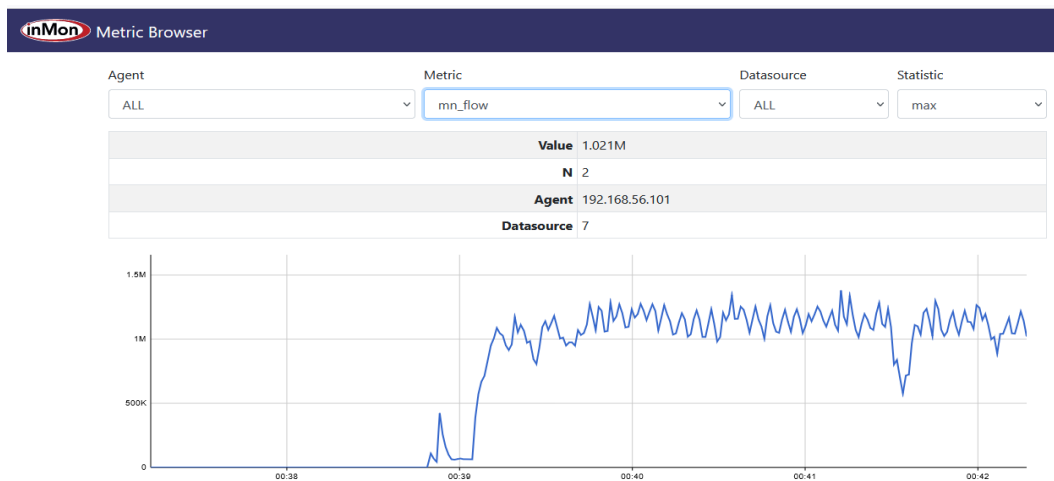 inMon Metric Browser
Agent Metric Datasource Statistic
ALL mn_flow ALL max
Value 1.021M
N 2
Agent 192.168.56.101
Datasource 7
1.5M
1M
500K
0
00:38 00:39 00:40 00:41 00:42